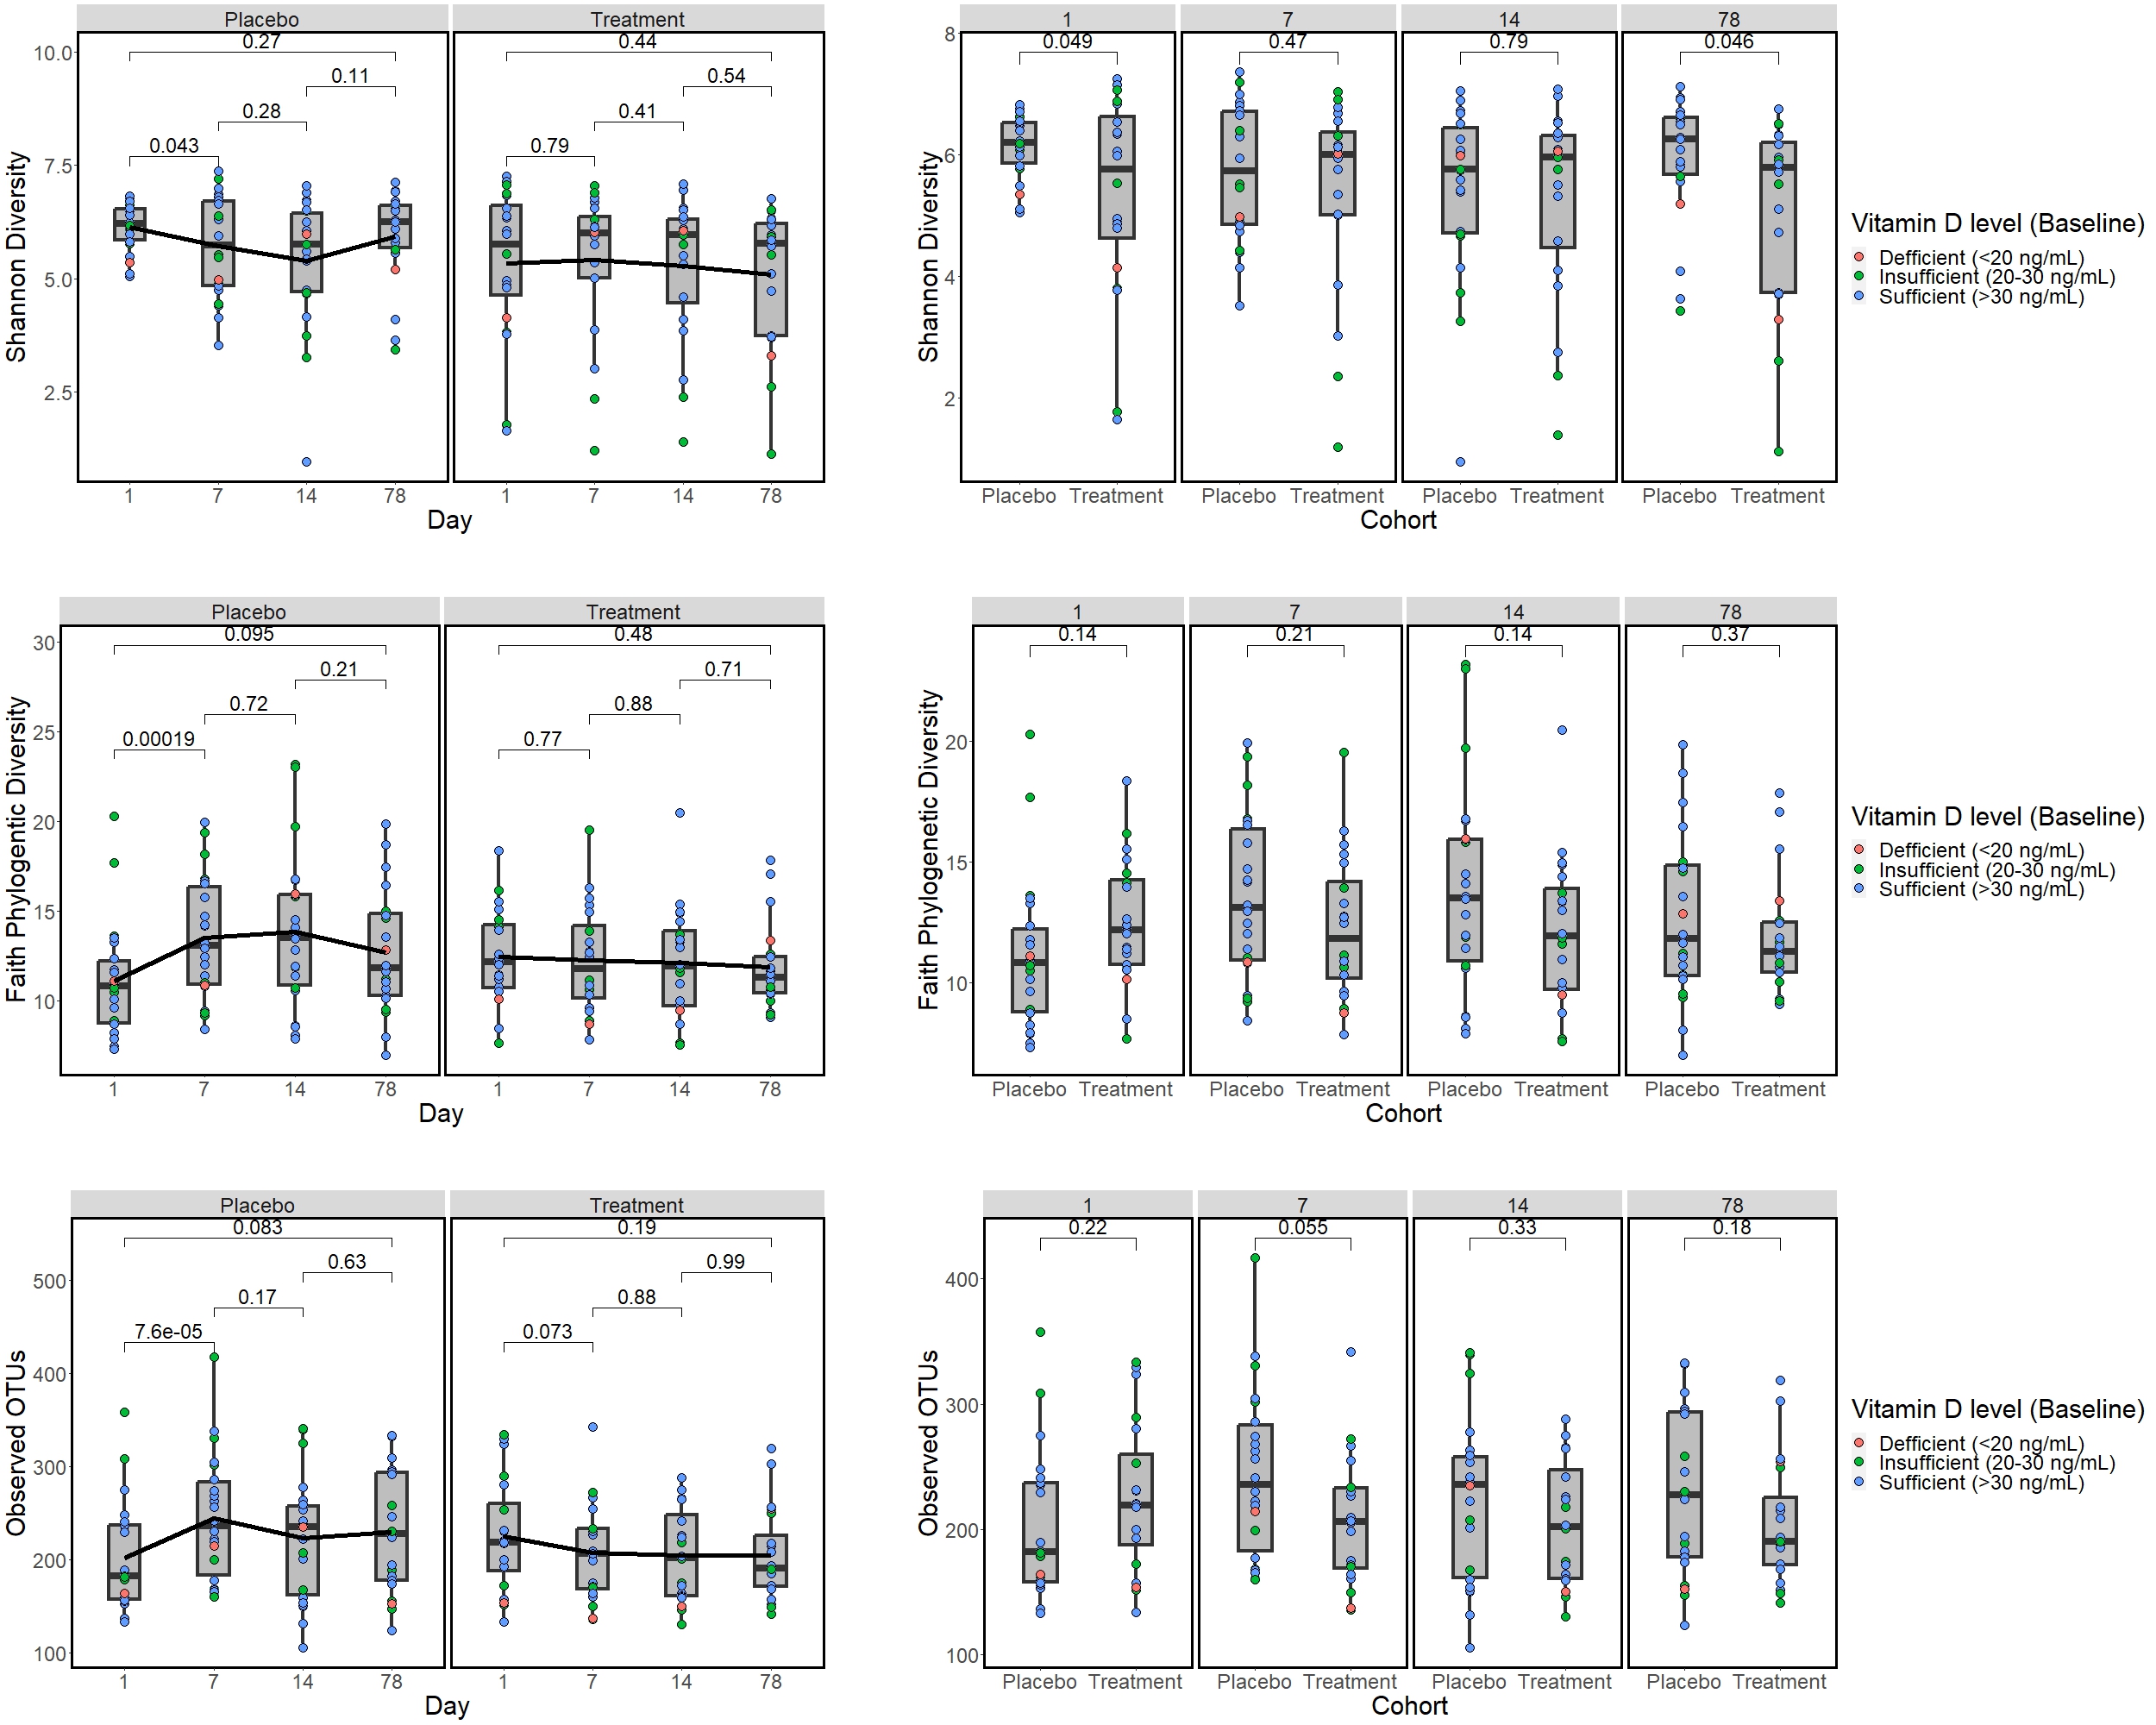 Placebo Treatment
0.27 0.44
0.11 0.54
0.28 0.41
0.043 0.79
10.0
7.5
5.0
2.5
Shannon Diversity
1 7 14 78 1 7 14 78
Day
1 7 14 78
0.049 0.47 0.79 0.046
8
6
4
2
Shannon Diversity
Placebo Treatment Placebo Treatment Placebo Treatment Placebo Treatment
Cohort
Vitamin D level (Baseline)
Defficient (<20 ng/mL)
Insufficient (20-30 ng/mL)
Sufficient (>30 ng/mL)
Placebo Treatment
0.095 0.48
0.21 0.71
0.72 0.88
0.00019 0.77
30
25
20
15
10
Faith Phylogentic Diversity
1 7 14 78 1 7 14 78
Day
1 7 14 78
0.14 0.21 0.14 0.37
20
15
10
Faith Phylogenetic Diversity
Placebo Treatment Placebo Treatment Placebo Treatment Placebo Treatment
Cohort
Vitamin D level (Baseline)
Defficient (<20 ng/mL)
Insufficient (20-30 ng/mL)
Sufficient (>30 ng/mL)
Placebo Treatment
0.083 0.19
0.63 0.99
0.17 0.88
7.6e-05 0.073
500
400
300
200
100
Observed OTUs
1 7 14 78 1 7 14 78
Day
1 7 14 78
0.22 0.055 0.33 0.18
400
300
200
100
Observed OTUs
Placebo Treatment Placebo Treatment Placebo Treatment Placebo Treatment
Cohort
Vitamin D level (Baseline)
Defficient (<20 ng/mL)
Insufficient (20-30 ng/mL)
Sufficient (>30 ng/mL)